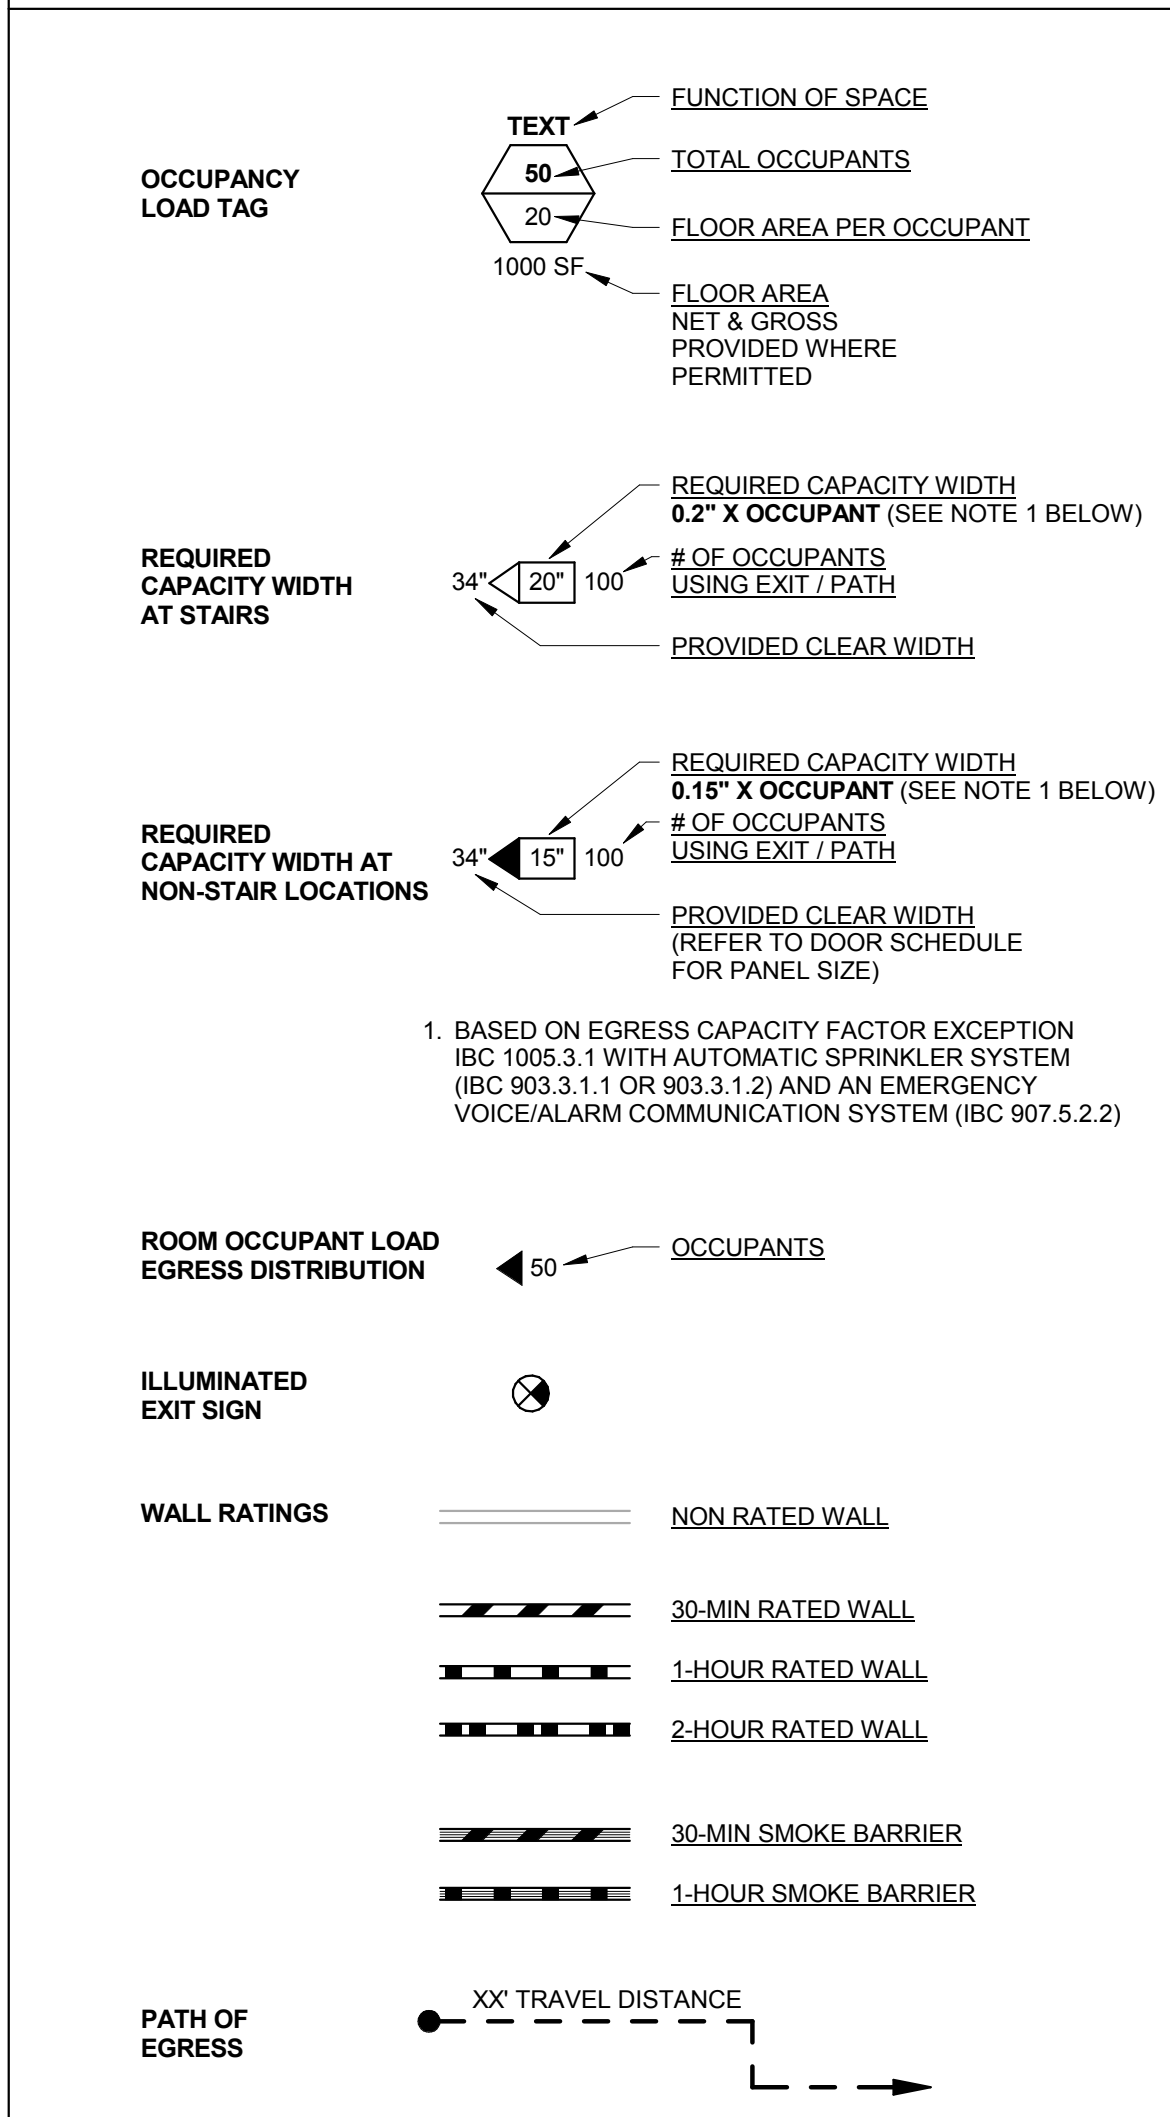 OCCUPANCY
LOAD TAG
TEXT
50
20
1000 SF
FUNCTION OF SPACE
TOTAL OCCUPANTS
FLOOR AREA PER OCCUPANT
FLOOR AREA
NET & GROSS
PROVIDED WHERE
PERMITTED
REQUIRED
CAPACITY WIDTH
AT STAIRS
34" 20" 100
REQUIRED CAPACITY WIDTH
0.2" X OCCUPANT (SEE NOTE 1 BELOW)
# OF OCCUPANTS
USING EXIT / PATH
PROVIDED CLEAR WIDTH
REQUIRED
CAPACITY WIDTH AT
NON-STAIR LOCATIONS
34" 15" 100
REQUIRED CAPACITY WIDTH
0.15" X OCCUPANT (SEE NOTE 1 BELOW)
# OF OCCUPANTS
USING EXIT / PATH
PROVIDED CLEAR WIDTH
(REFER TO DOOR SCHEDULE
FOR PANEL SIZE)
1. BASED ON EGRESS CAPACITY FACTOR EXCEPTION
IBC 1005.3.1 WITH AUTOMATIC SPRINKLER SYSTEM
(IBC 903.3.1.1 OR 903.3.1.2) AND AN EMERGENCY
VOICE/ALARM COMMUNICATION SYSTEM (IBC 907.5.2.2)
ROOM OCCUPANT LOAD
EGRESS DISTRIBUTION
50
OCCUPANTS
ILLUMINATED
EXIT SIGN
WALL RATINGS
NON RATED WALL
30-MIN RATED WALL
1-HOUR RATED WALL
2-HOUR RATED WALL
30-MIN SMOKE BARRIER
1-HOUR SMOKE BARRIER
PATH OF
EGRESS
XX' TRAVEL DISTANCE